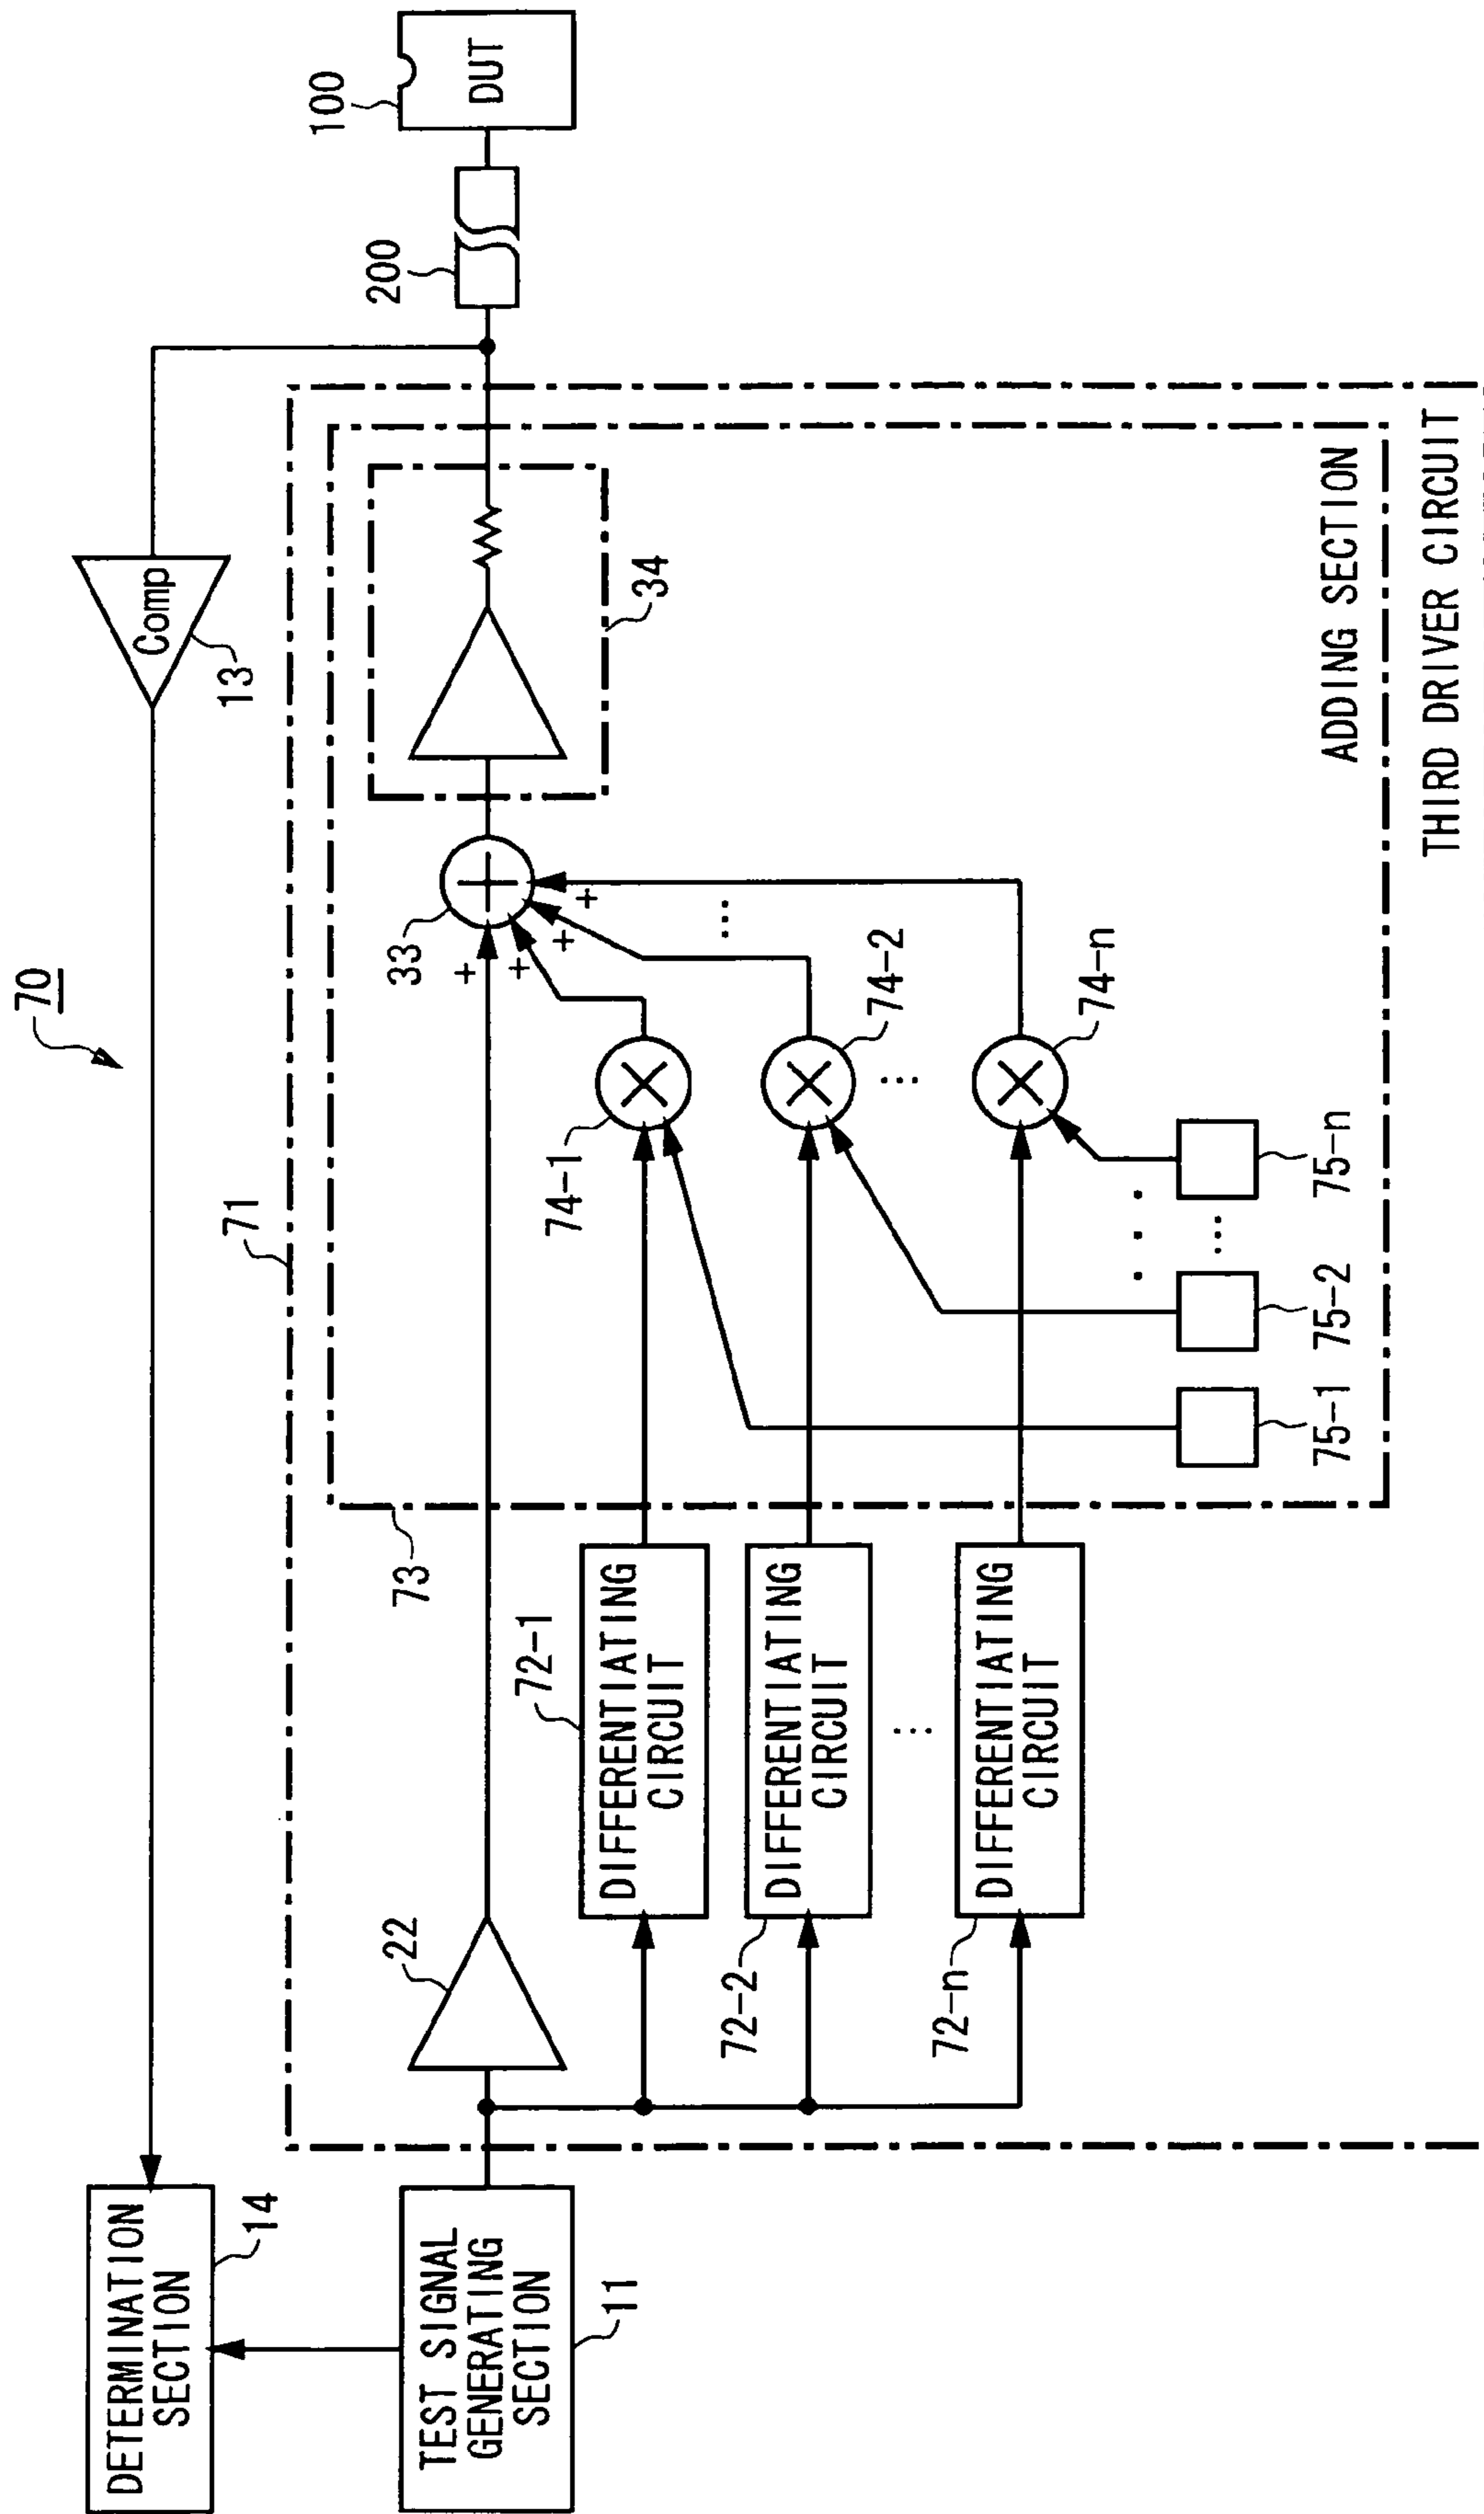 70
DETERMINATION
SECTION
14
Comp
13
TEST SIGNAL
GENERATING
SECTION
11
71
22
73
33
+
+
+
+
34
200
100
DUT
DIFFERENTIATING
CIRCUIT
72-1
74-1
DIFFERENTIATING
CIRCUIT
72-2
74-2
DIFFERENTIATING
CIRCUIT
72-n
74-n
75-1
75-2
75-n
ADDING SECTION
THIRD DRIVER CIRCUIT